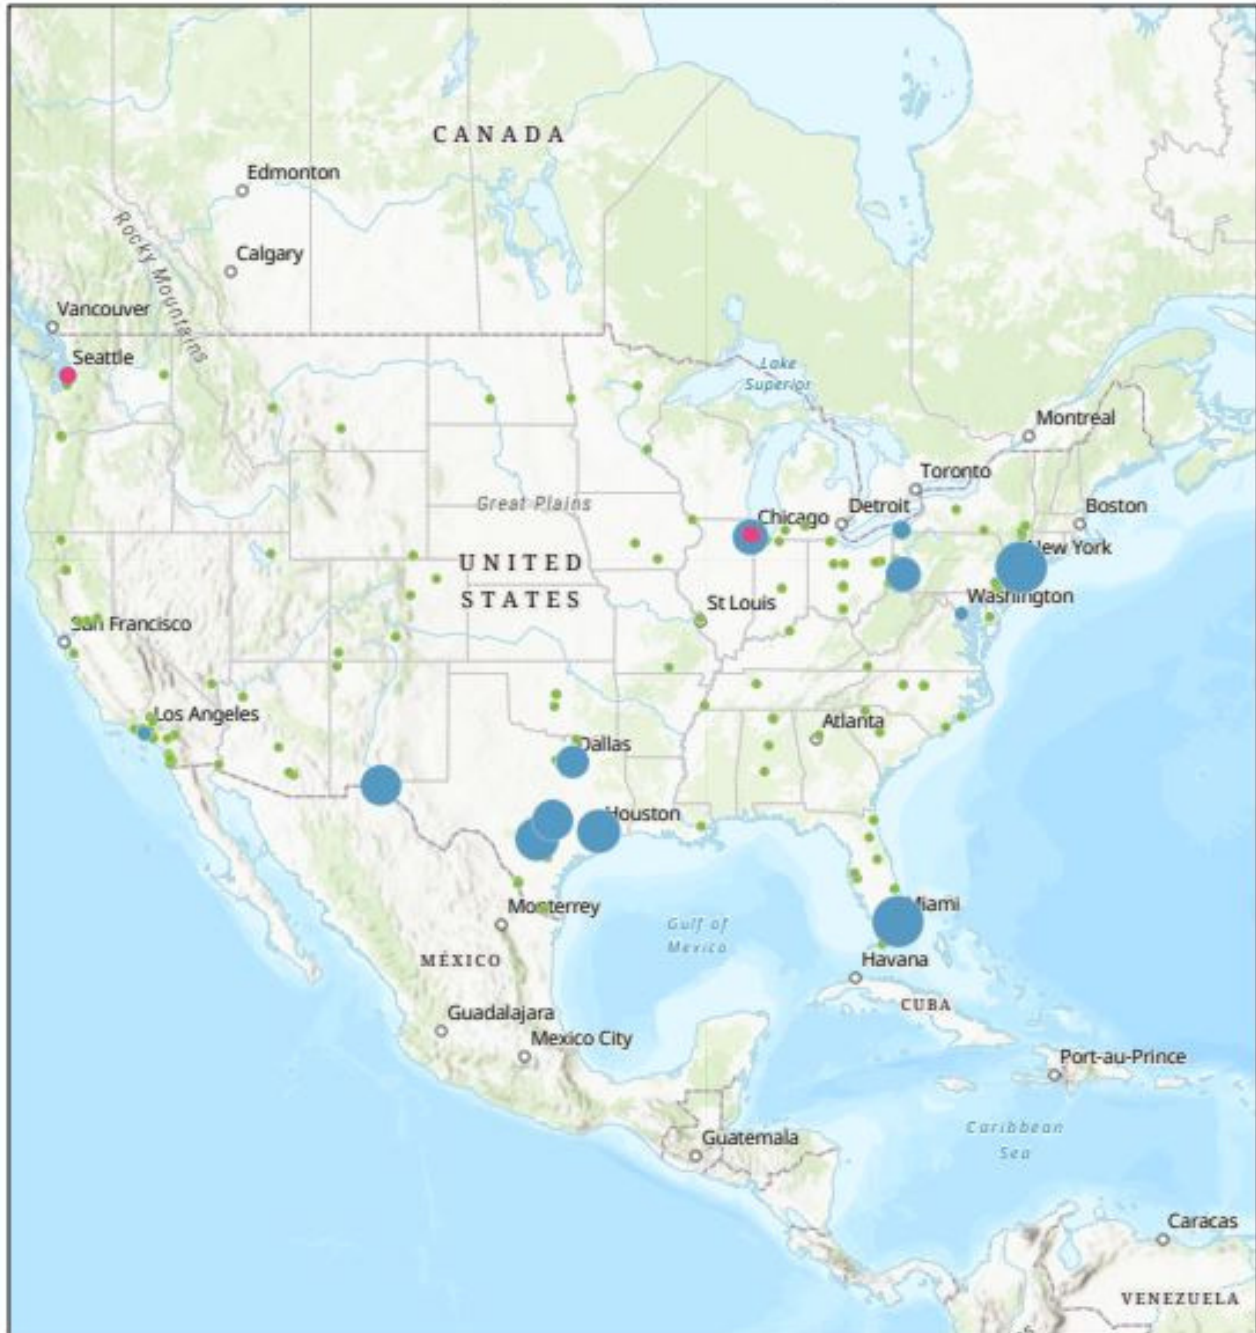 CANADA
Edmonton
Rocky Mountains
Calgary
Vancouver
Seattle
Lake
Superior
Montreal
Toronto
Great Plains
Chicago
Detroit
Boston
New York
UNITED
STATES
St Louis
Washington
San Francisco
Los Angeles
Atlanta
Dallas
Houston
Monterrey
Gulf of
Mexico
Miami
MÉXICO
Havana
CUBA
Guadalajara
Mexico City
Port-au-Prince
Guatemala
Caribbean
Sea
Caracas
VENEZUELA